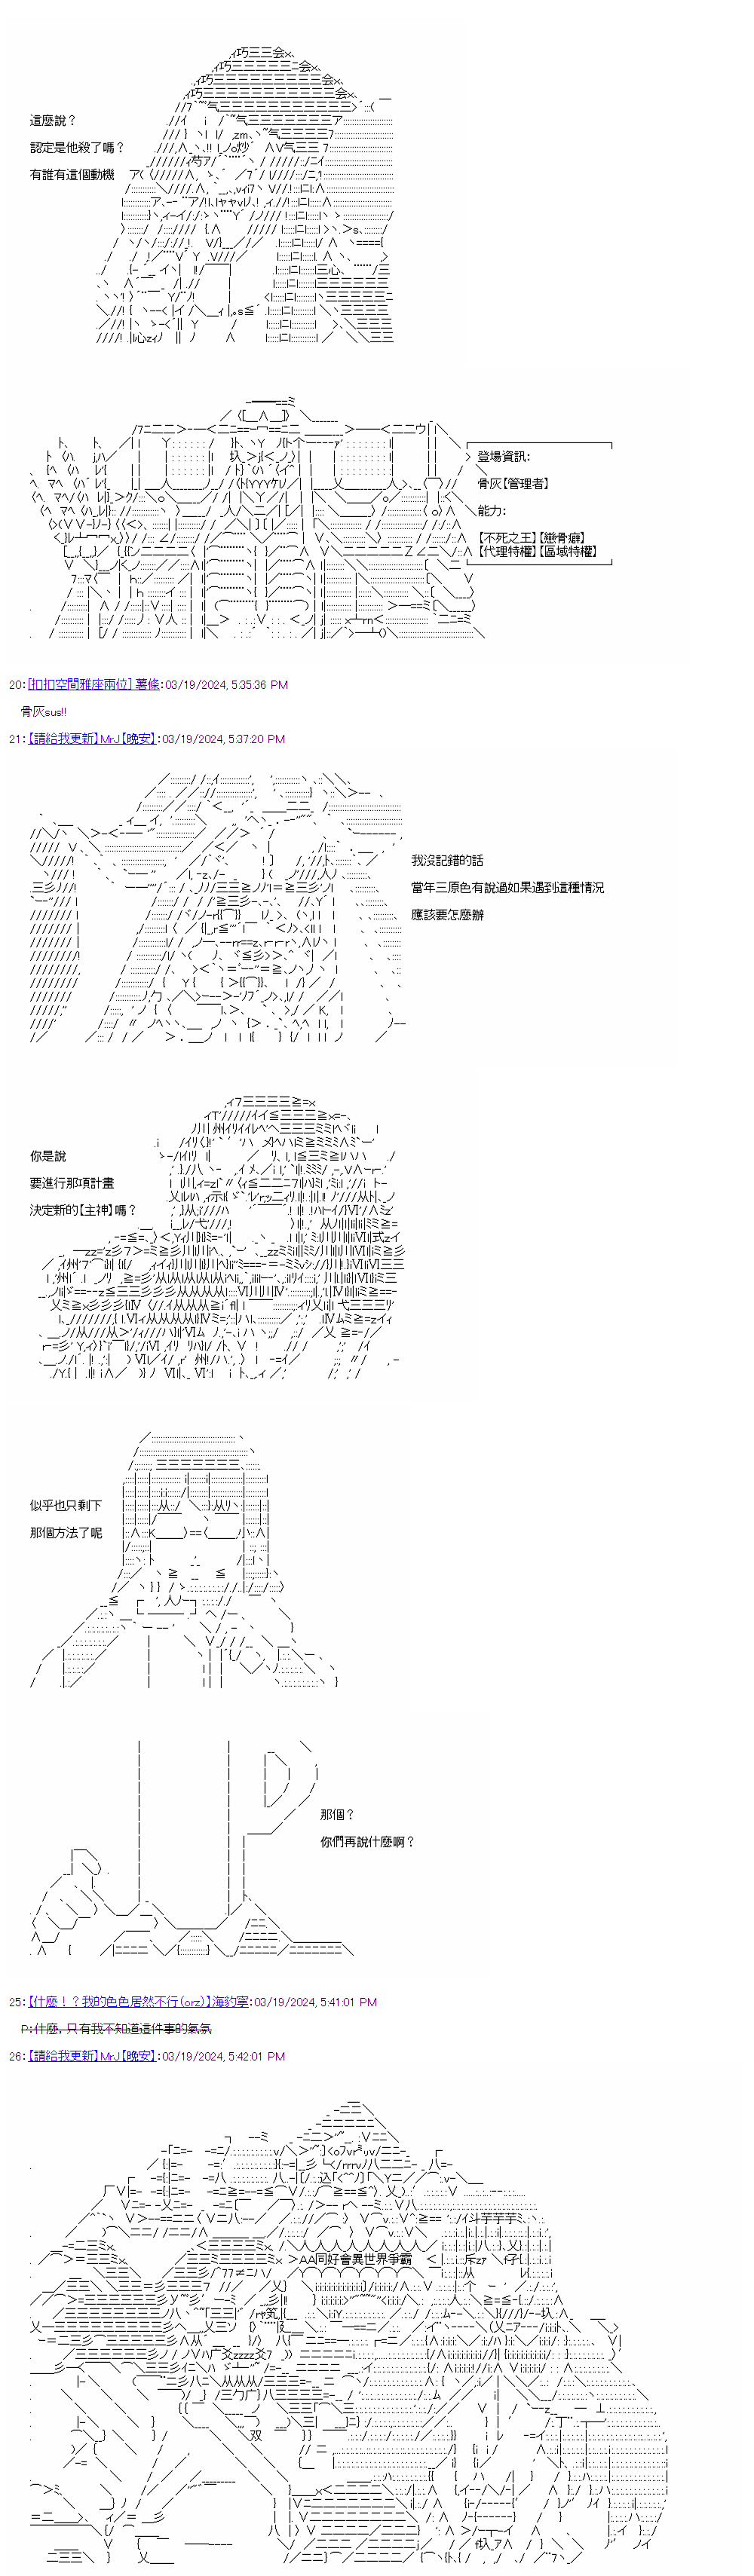 這麼說？
認定是他殺了嗎？
有誰有這個動機
登場資訊：
骨灰【管理者】
能力：
【不死之王】【戀骨癖】
【代理特權】【區域特權】
20：[扣扣空間雅座兩位] 薯條：03/19/2024, 5:35:36 PM
骨灰sus!!
21：【請給我更新】MrJ【晚安】：03/19/2024, 5:37:20 PM
我沒記錯的話
當年三原色有說過如果遇到這種情況
應該要怎麼辦
你是說
要進行那項計畫
決定新的【主神】嗎？
似乎也只剩下
那個方法了呢
那個？
你們再說什麼啊？
25：【什麼！？我的色色居然不行（orz）】海豹寧：03/19/2024, 5:41:01 PM
P：什麼，只有我不知道這件事的氣氛
26：【請給我更新】MrJ【晚安】：03/19/2024, 5:42:01 PM
＞AA同好會異世界爭霸＜